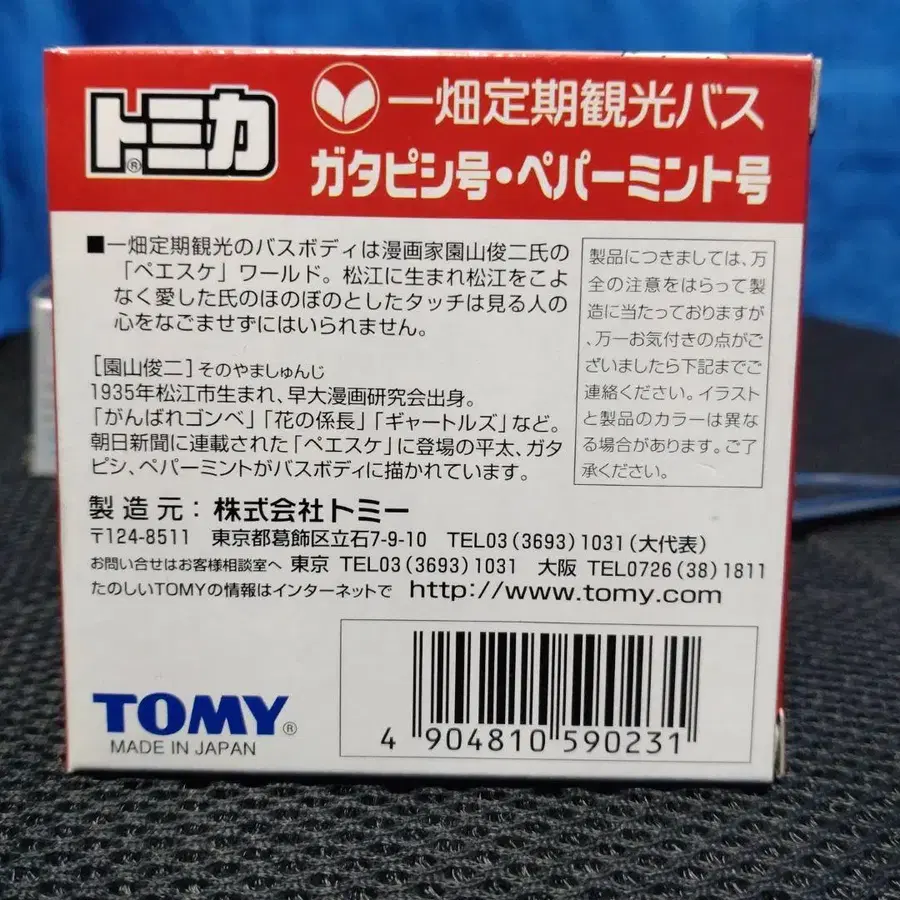 トミカ®
一畑定期観光バス
ガタピシ号・ペパーミント号
■一畑定期観光のバスボディは漫画家園山俊二氏の
「ペエスケ」ワールド。松江に生まれ松江をこよ
なく愛した氏のほのぼのとしたタッチは見る人の
心をなごませずにはいられません。
[園山俊二]そのやましゅんじ
1935年松江市生まれ、早大漫画研究会出身。
「がんばれゴンベ」「花の係長」「ギャートルズ」など。
朝日新聞に連載された「ペエスケ」に登場の平太、ガタ
ピシ、ペパーミントがバスボディに描かれています。
製品につきましては、万
全の注意をはらって製
造に当たっておりますが、
万一お気付きの点がご
ざいましたら下記までご
連絡ください。イラスト
と製品のカラーは異な
る場合があります。ご了
承ください。
製造元：株式会社トミー
〒124-8511 東京都葛飾区立石7-9-10 TEL03(3693)1031(大代表)
お問い合せはお客様相談室へ 東京 TEL03(3693)1031 大阪 TEL0726(38)1811
たのしいTOMYの情報はインターネットで http://www.tomy.com
TOMY®
MADE IN JAPAN
4 904810 590231